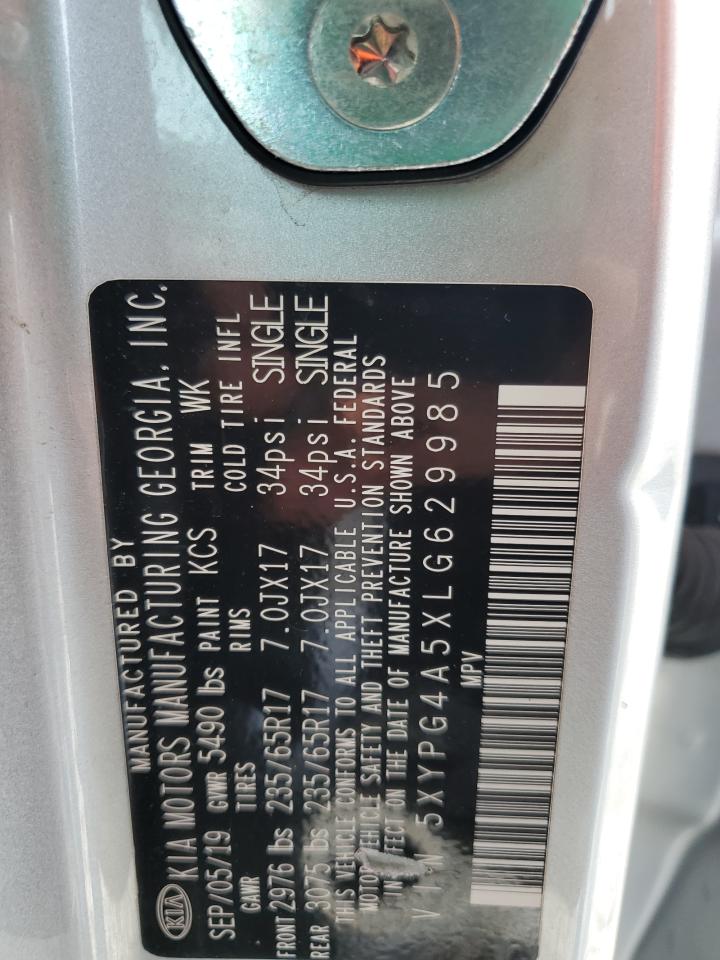 MANUFACTURED BY
KIA KIA MOTORS MANUFACTURING GEORGIA, INC.
SEP/05/19 GVWR 5490 lbs PAINT KCS TRIM WK
GAWR TIRES RIMS COLD TIRE INFL
FRONT 2976 lbs 235/65R17 7.0JX17 34psi SINGLE
REAR 3075 lbs 235/65R17 7.0JX17 34psi SINGLE
THIS VEHICLE CONFORMS TO ALL APPLICABLE U.S.A. FEDERAL
MOTOR VEHICLE SAFETY AND THEFT PREVENTION STANDARDS
IN EFFECT ON THE DATE OF MANUFACTURE SHOWN ABOVE
VIN 5XYPG4A5XLG629985
MPV